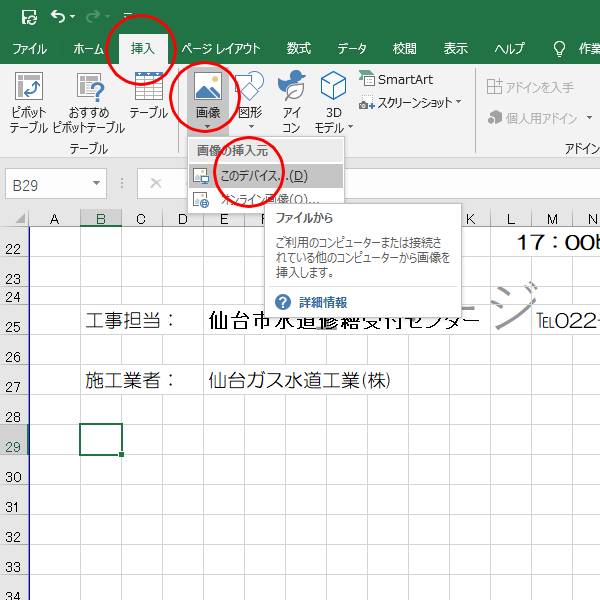 ファイル ホーム 挿入 ページ レイアウト 数式 データ 校閲 表示 ヘルプ
ピボット
テーブル
おすすめ
ピボットテーブル
テーブル
画像
図形
アイ
コン
3D
モデル
SmartArt
スクリーンショット
アドインを入手
個人用アドイン
テーブル
アドイン
画像の挿入元
このデバイス...(D)
オンライン画像(O)...
B29
ファイルから
ご利用のコンピューターまたは接続さ
れている他のコンピューターから画像を
挿入します。
詳細情報
A B C D E K L M N
22 17:00
23
24
25 工事担当： 仙台市水道修繕受付センター ージ ℡022-
26
27 施工業者： 仙台ガス水道工業(株)
28
29
30
31
32
33
34